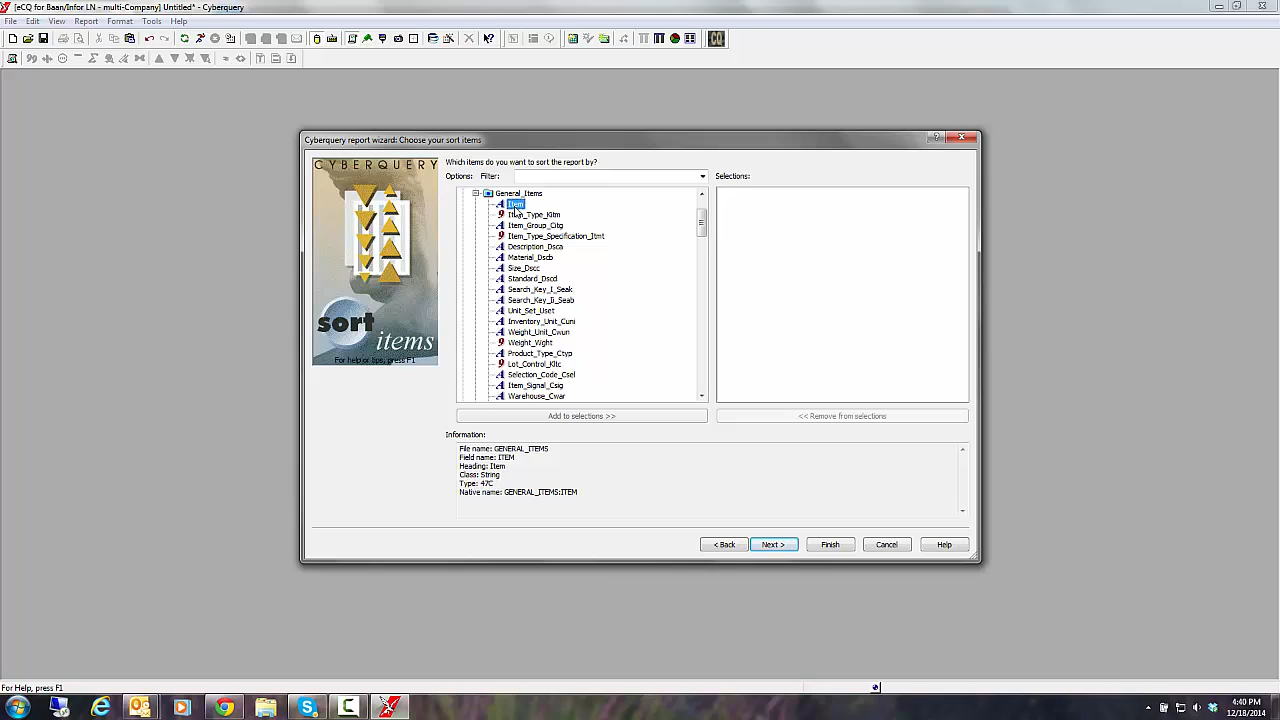 [eCQ for Baan/Infor LN - multi-Company] Untitled* - Cyberquery
File Edit View Report Format Tools Help
CQ
Cyberquery report wizard: Choose your sort items
CYBERQUERY
sort
items
For help or tips, press F1
Which items do you want to sort the report by?
Options: Filter:
Selections:
General_Items
Item
Item_Type_Kitm
Item_Group_Citg
Item_Type_Specification_Itmt
Description_Dsca
Material_Dscb
Size_Dscc
Standard_Dscd
Search_Key_I_Seak
Search_Key_Ii_Seab
Unit_Set_Uset
Inventory_Unit_Cuni
Weight_Unit_Cwun
Weight_Wght
Product_Type_Ctyp
Lot_Control_Kltc
Selection_Code_Csel
Item_Signal_Csig
Warehouse_Cwar
Add to selections >>
<< Remove from selections
Information:
File name: GENERAL_ITEMS
Field name: ITEM
Heading: Item
Class: String
Type: 47C
Native name: GENERAL_ITEMS:ITEM
< Back
Next >
Finish
Cancel
Help
For Help, press F1
4:40 PM
12/18/2014